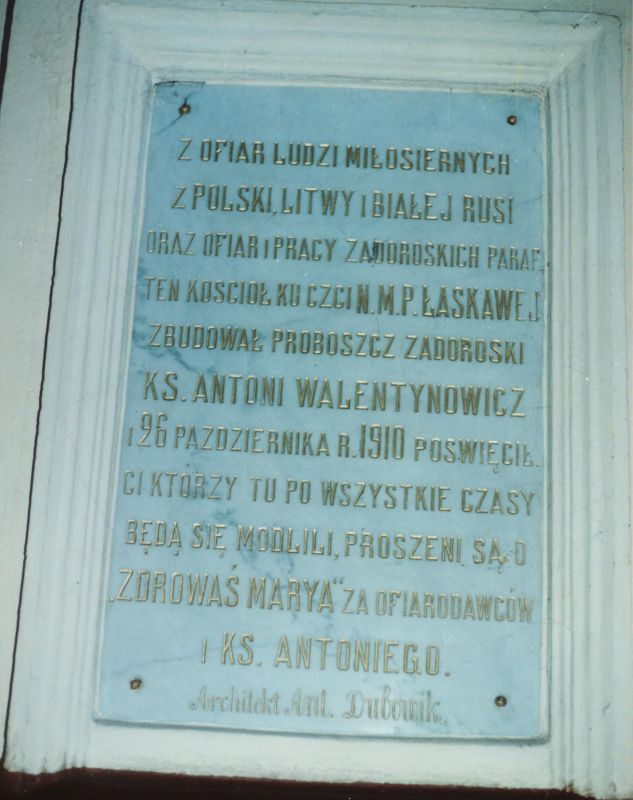 Z OFIAR LUDZI MIŁOSIERNYCH
Z POLSKI, LITWY I BIAŁEJ RUSI
ORAZ OFIAR I PRACY ZADOROSKICH PARAF.
TEN KOSCIOŁ KU CZCI N.M.P. ŁASKAWEJ
ZBUDOWAŁ PROBOSZCZ ZADOROSKI
KS. ANTONI WALENTYNOWICZ
I 26 PAZDZIERNIKA R. 1910 POSWIĘCIŁ.
CI KTÓRZY TU PO WSZYSTKIE CZASY
BĘDĄ SIĘ MODLILI, PROSZENI SĄ O
„ZDROWAŚ MARYA" ZA OFIARODAWCÓW
I KS. ANTONIEGO.
Architekt Ant. Dubowik.